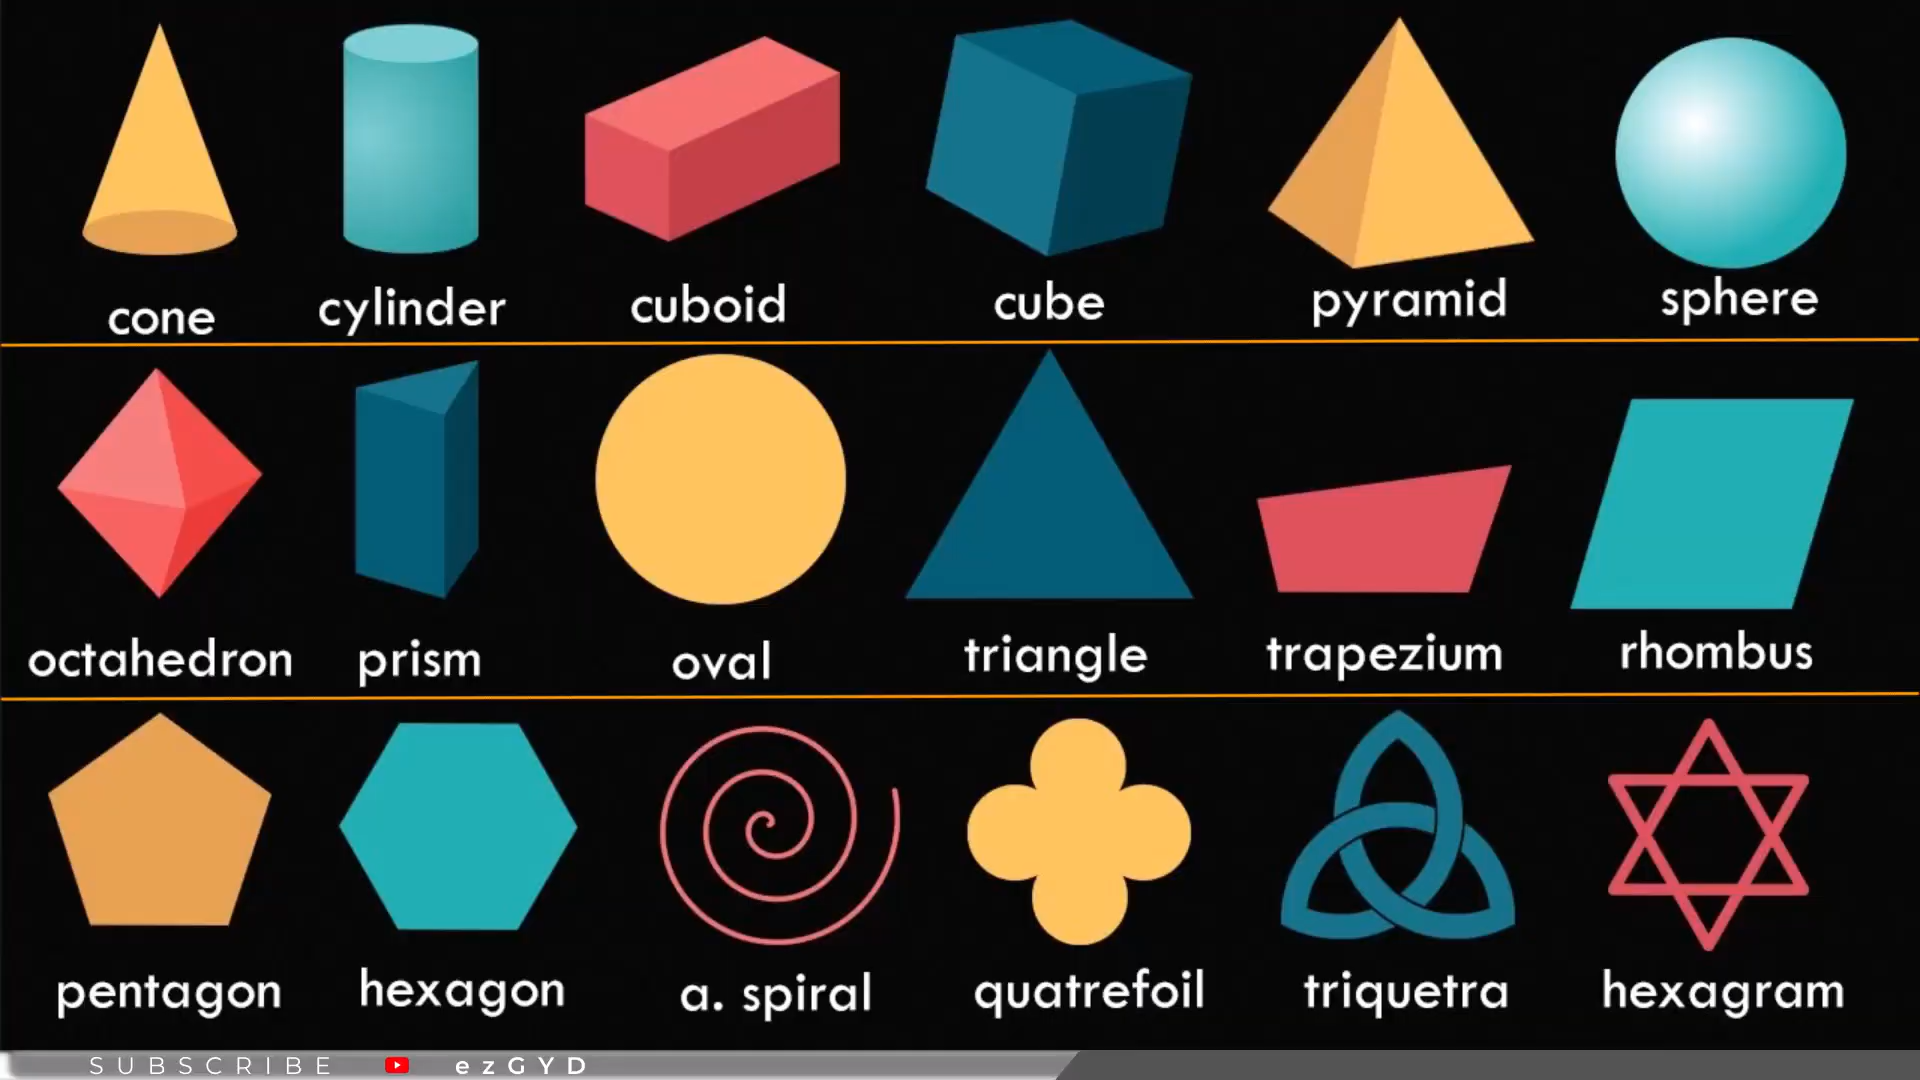 cone cylinder cuboid cube pyramid sphere
octahedron prism oval triangle trapezium rhombus
pentagon hexagon a. spiral quatrefoil triquetra hexagram
SUBSCRIBE ezGYD